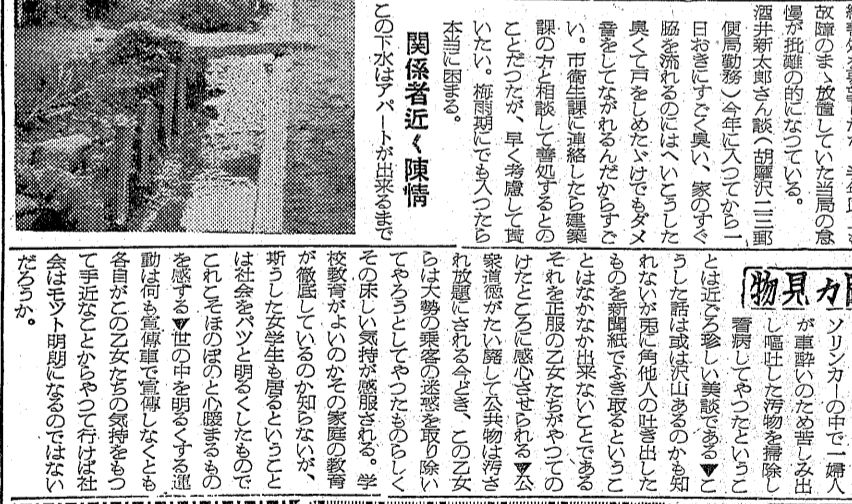 故障のまゝ放置していた当局の怠
慢が批難の的になつている。
酒井新太郎さん談(胡麿沢二二郵
便局勤務)今年に入つてから一
日おきにすごく臭い、家のすぐ
脇を流れるのにはへいこうした
臭くて戸をしめたゞけでもダメ
音をしてながれるんだからすご
い。市衛生課に連絡したら建築
課の方と相談して善処するとの
ことだつたが、早く考慮して貰
いたい。梅雨期にでも入つたら
本当に困まる。
関係者近く陳情
この下水はアパートが出来るまで
カ見物
ソリンカーの中で一婦人
が車酔いのため苦しみ出
し嘔吐した汚物を掃除し
看病してやつたというこ
とは近ごろ珍しい美談である▼こ
うした話は或は沢山あるのかも知
れないが兎に角他人の吐き出した
ものを新聞紙でふき取るというこ
とはなかなか出来ないことである
それを正服の乙女たちがやつての
けたところに感心させられる▼公
衆道徳がたい廃して公共物は汚さ
れ放題にされる今どき、この乙女
らは大勢の乗客の迷惑を取り除い
てやろうとしてやつたものらしく
その床しい気持が感服される。学
校教育がよいのかその家庭の教育
が徹底しているのか知らないが、
斯うした女学生も居るということ
は社会をパツと明るくしたもので
これこそほのぼのと心暖まるもの
を感する▼世の中を明るくする運
動は何も宣傳車で宣傳しなくとも
各自がこの乙女たちの気持をもつ
て手近なことからやつて行けば社
会はモツト明朗になるのではない
だろうか。